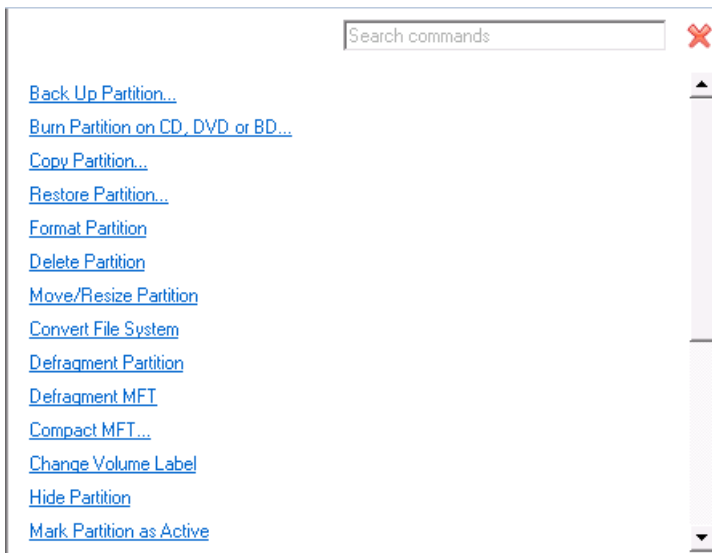 Search commands
Back Up Partition...
Burn Partition on CD, DVD or BD...
Copy Partition...
Restore Partition...
Format Partition
Delete Partition
Move/Resize Partition
Convert File System
Defragment Partition
Defragment MFT
Compact MFT...
Change Volume Label
Hide Partition
Mark Partition as Active